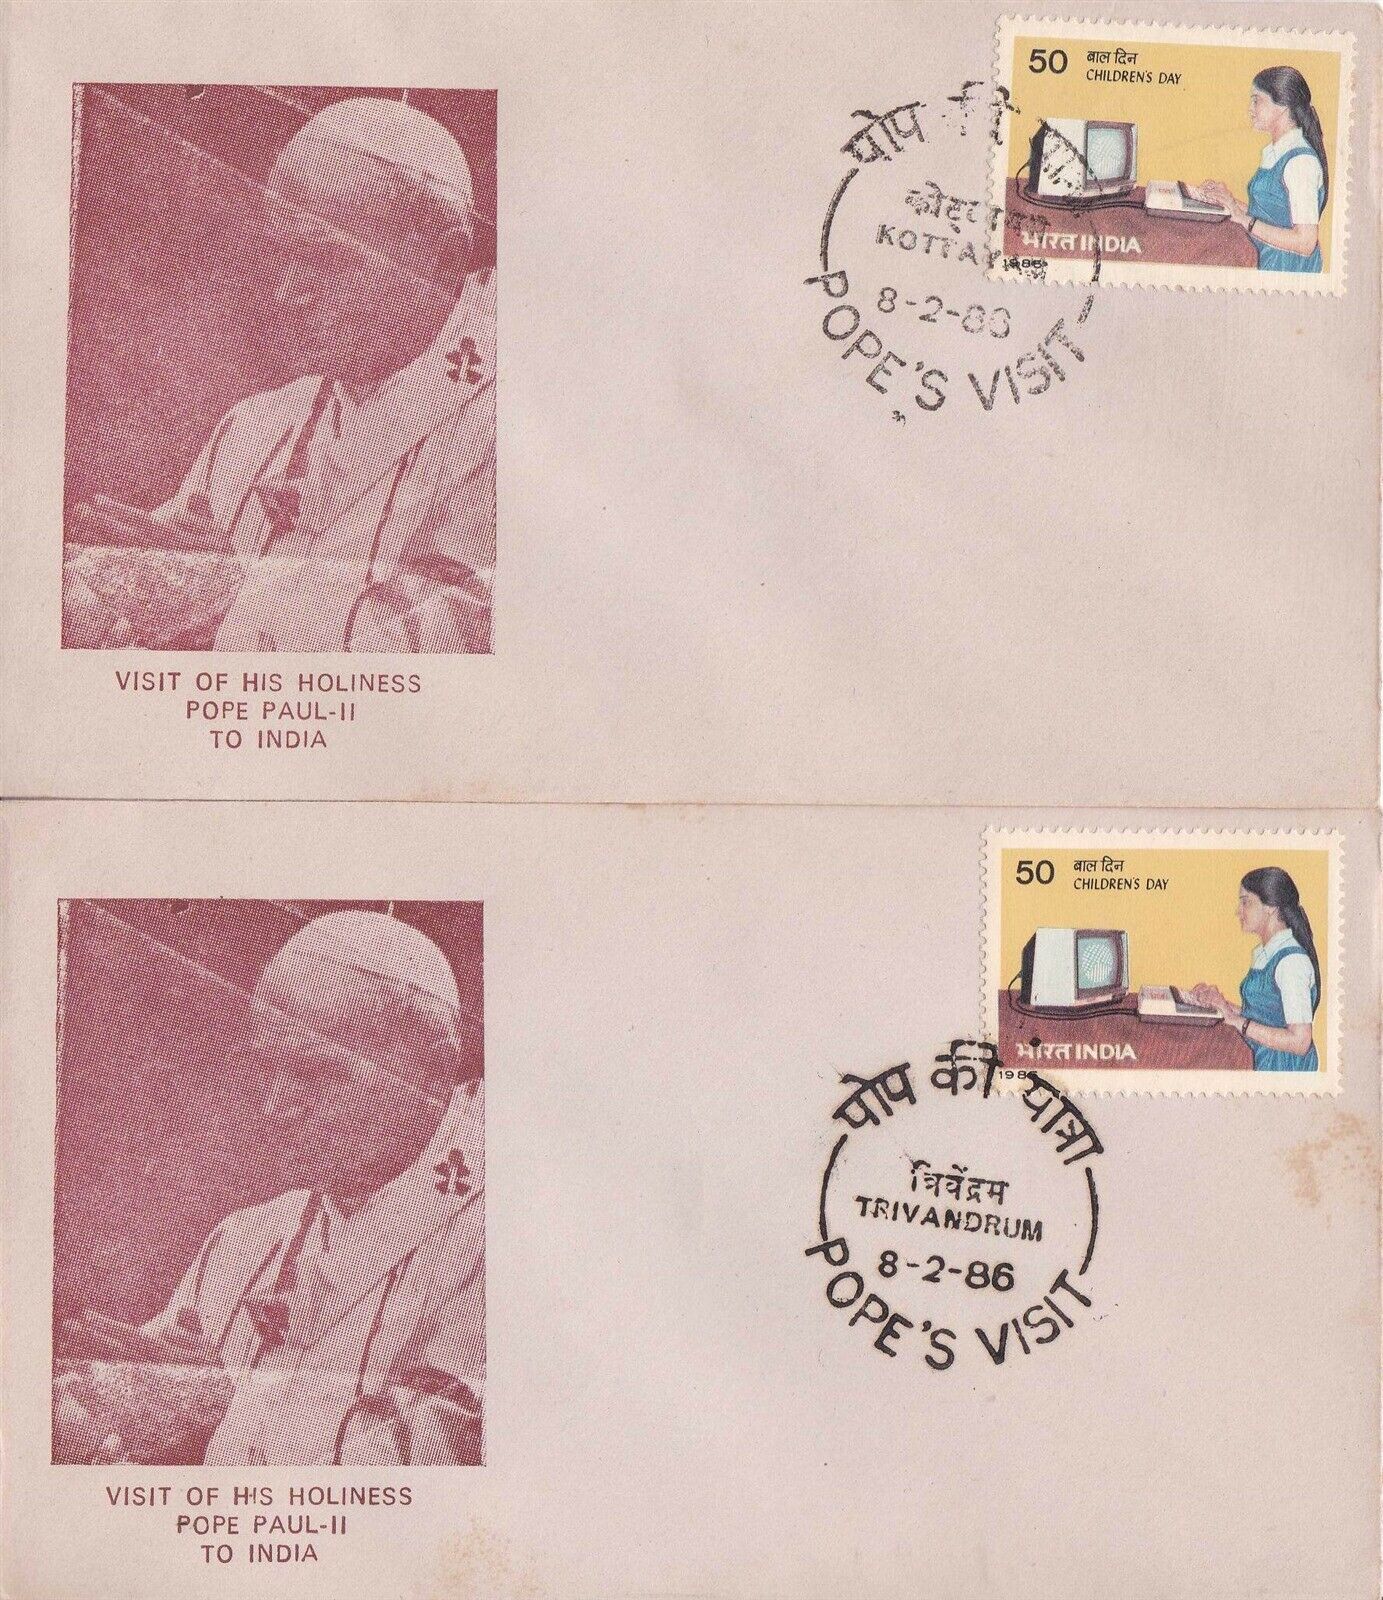 50 बाल दिन
CHILDREN'S DAY
पोप की
KOTTAY
भारत INDIA
8-2-86
POPE'S VISIT
VISIT OF HIS HOLINESS
POPE PAUL-II
TO INDIA
50 बाल दिन
CHILDREN'S DAY
भारत INDIA
पोप की यात्रा
त्रिवेंद्रम
TRIVANDRUM
8-2-86
POPE'S VISIT
VISIT OF HIS HOLINESS
POPE PAUL-II
TO INDIA